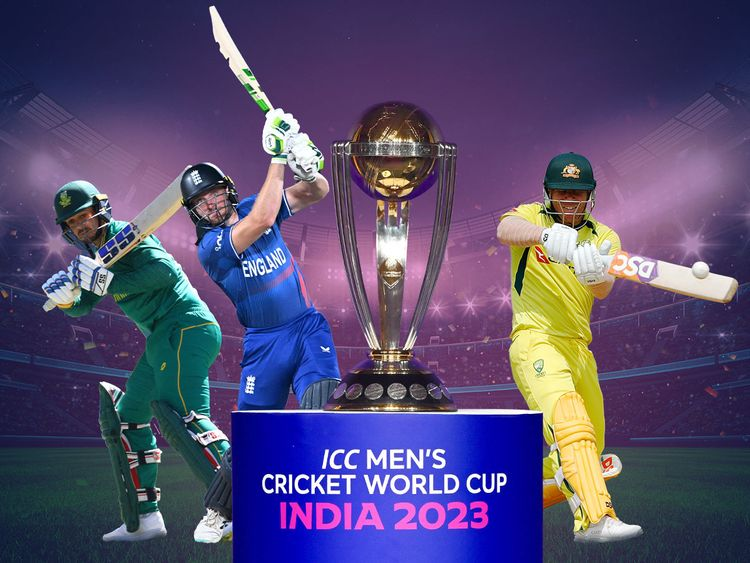 ENGLAND
DSC
ICC MEN'S
CRICKET WORLD CUP
INDIA 2023